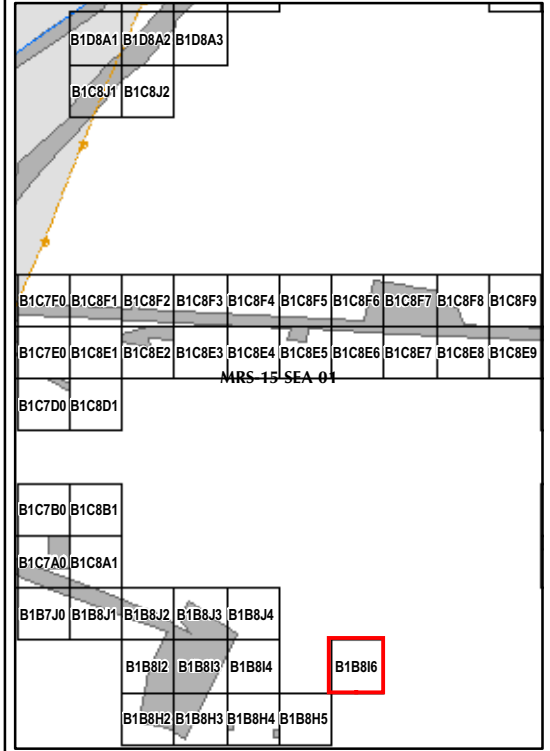 B1D8A1 B1D8A2 B1D8A3
B1C8J1 B1C8J2
B1C7F0 B1C8F1 B1C8F2 B1C8F3 B1C8F4 B1C8F5 B1C8F6 B1C8F7 B1C8F8 B1C8F9
B1C7E0 B1C8E1 B1C8E2 B1C8E3 B1C8E4 B1C8E5 B1C8E6 B1C8E7 B1C8E8 B1C8E9
MRS-15 SEA 01
B1C7D0 B1C8D1
B1C7B0 B1C8B1
B1C7A0 B1C8A1
B1B7J0 B1B8J1 B1B8J2 B1B8J3 B1B8J4
B1B8I2 B1B8I3 B1B8I4 B1B8I6
B1B8H2 B1B8H3 B1B8H4 B1B8H5